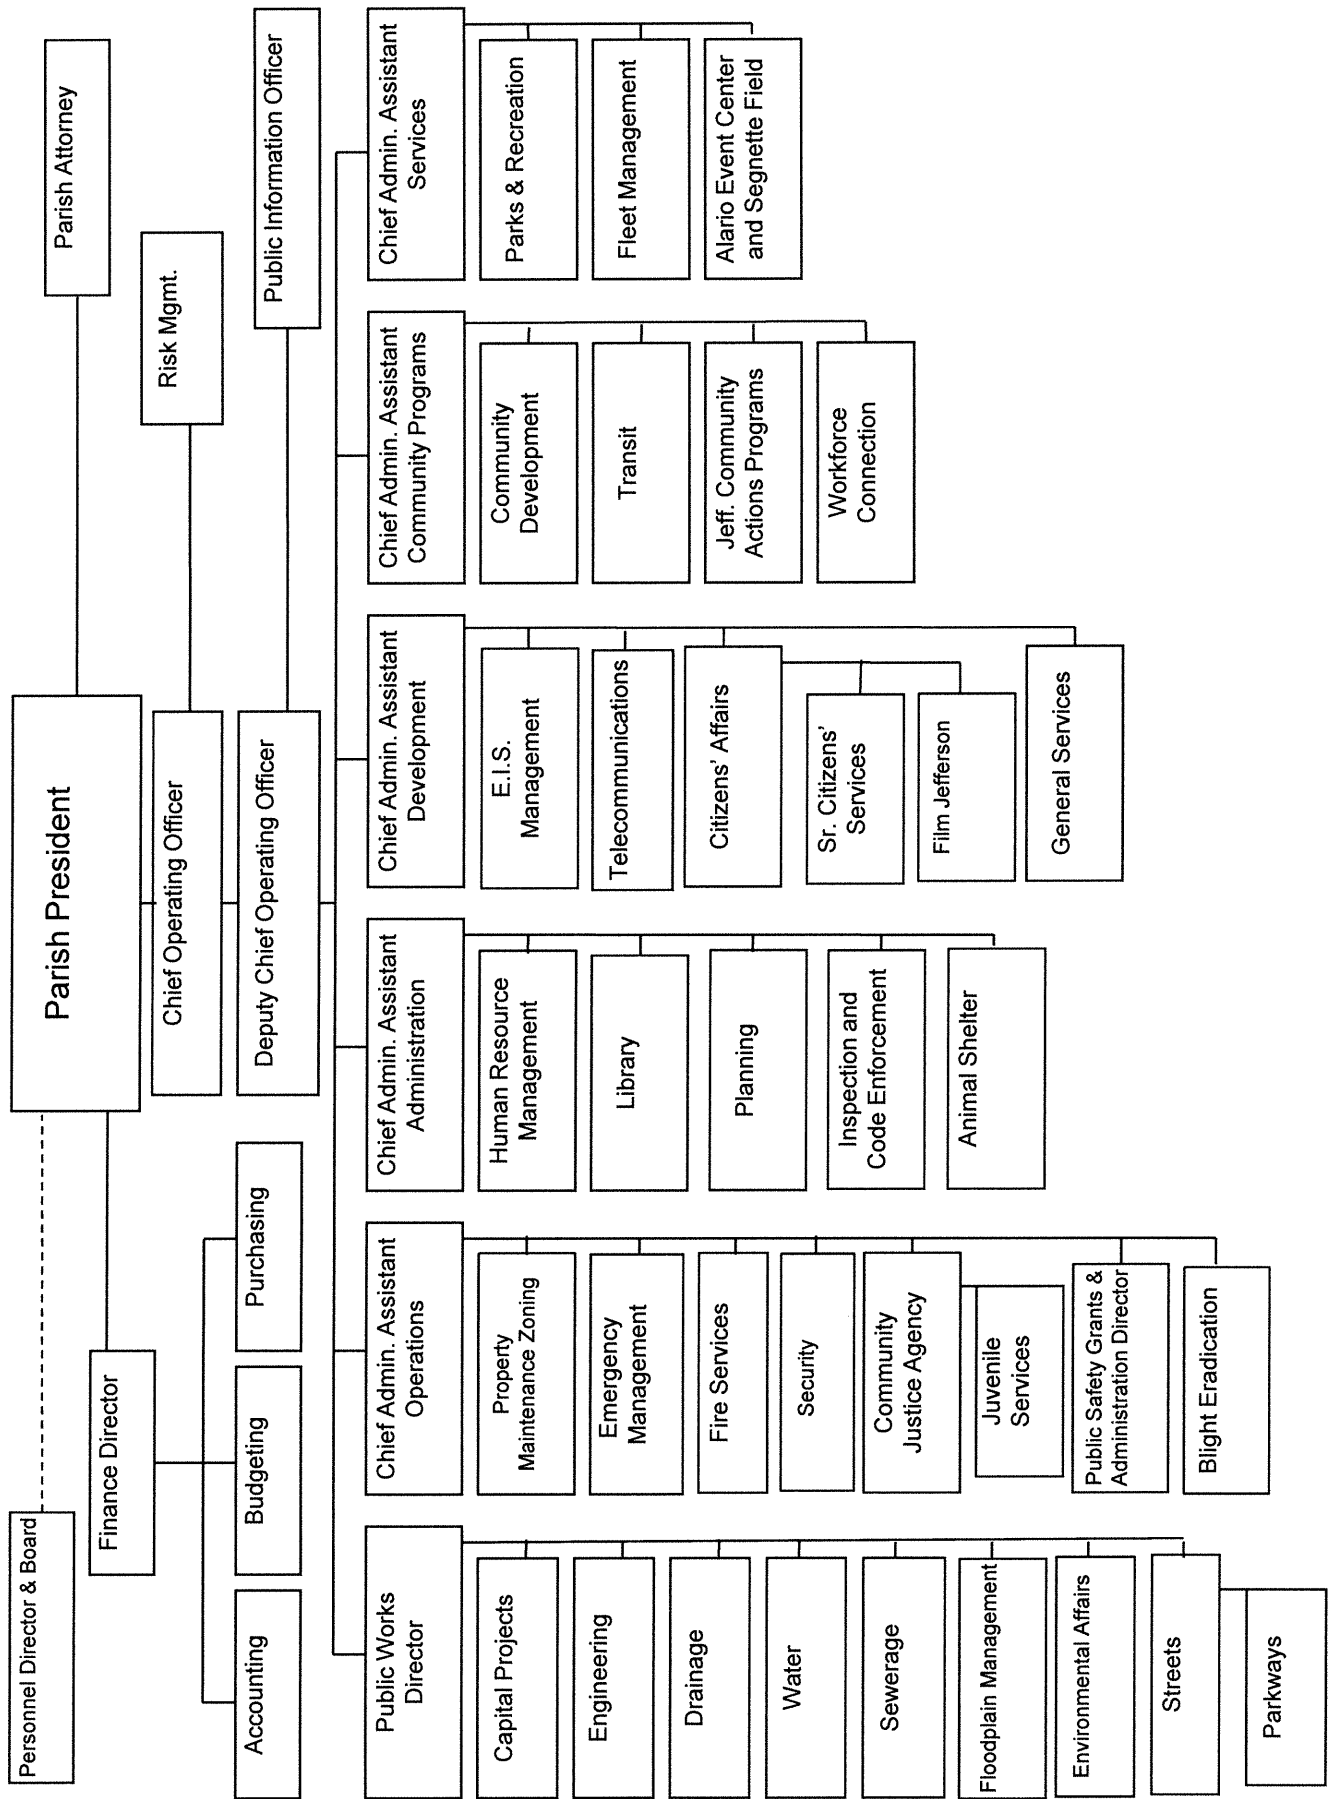 Parish President
Personnel Director & Board
Parish Attorney
Finance Director
Accounting
Budgeting
Purchasing
Chief Operating Officer
Risk Mgmt.
Deputy Chief Operating Officer
Public Information Officer
Public Works
Director
Capital Projects
Engineering
Drainage
Water
Sewerage
Floodplain Management
Environmental Affairs
Streets
Parkways
Chief Admin. Assistant
Operations
Property
Maintenance Zoning
Emergency
Management
Fire Services
Security
Community
Justice Agency
Juvenile
Services
Public Safety Grants &
Administration Director
Blight Eradication
Chief Admin. Assistant
Administration
Human Resource
Management
Library
Planning
Inspection and
Code Enforcement
Animal Shelter
Chief Admin. Assistant
Development
E.I.S.
Management
Telecommunications
Citizens' Affairs
Sr. Citizens'
Services
Film Jefferson
General Services
Chief Admin. Assistant
Community Programs
Community
Development
Transit
Jeff. Community
Actions Programs
Workforce
Connection
Chief Admin. Assistant
Services
Parks & Recreation
Fleet Management
Alario Event Center
and Segnette Field